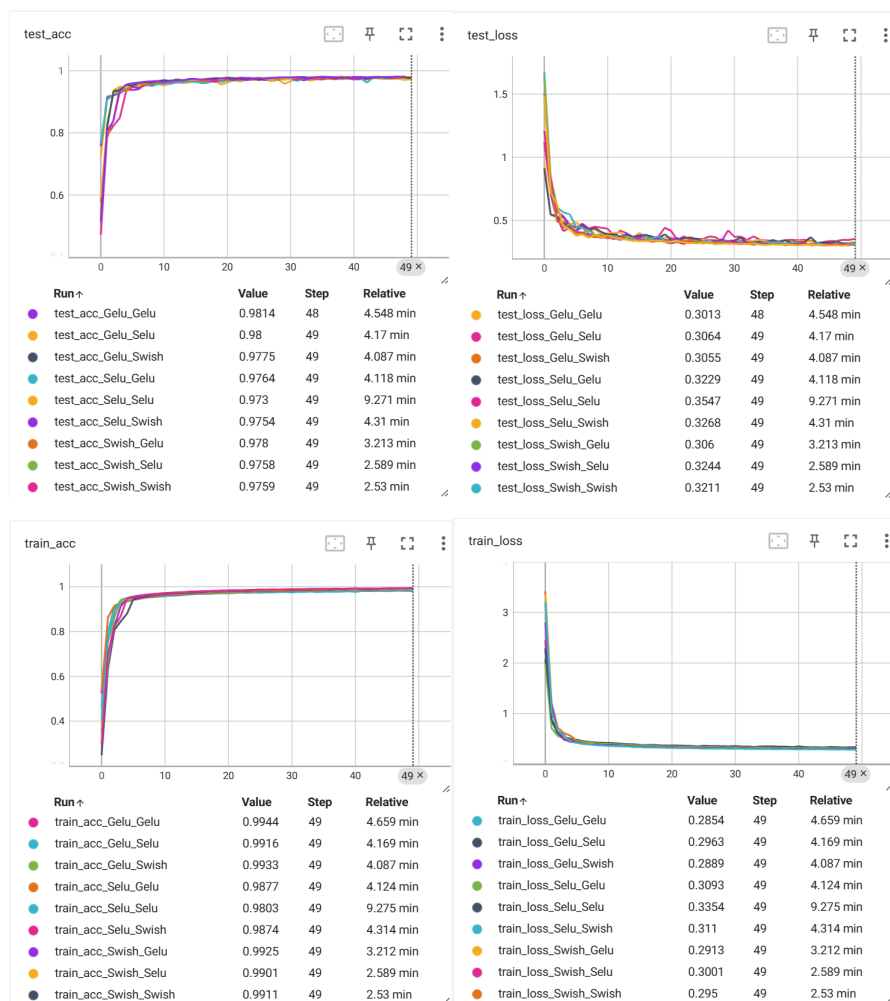 test_acc
1
0.8
0.6
0 10 20 30 40 49 ×
Run↑ Value Step Relative
test_acc_Gelu_Gelu 0.9814 48 4.548 min
test_acc_Gelu_Selu 0.98 49 4.17 min
test_acc_Gelu_Swish 0.9775 49 4.087 min
test_acc_Selu_Gelu 0.9764 49 4.118 min
test_acc_Selu_Selu 0.973 49 9.271 min
test_acc_Selu_Swish 0.9754 49 4.31 min
test_acc_Swish_Gelu 0.978 49 3.213 min
test_acc_Swish_Selu 0.9758 49 2.589 min
test_acc_Swish_Swish 0.9759 49 2.53 min
test_loss
1.5
1
0.5
0 10 20 30 40 49 ×
Run↑ Value Step Relative
test_loss_Gelu_Gelu 0.3013 48 4.548 min
test_loss_Gelu_Selu 0.3064 49 4.17 min
test_loss_Gelu_Swish 0.3055 49 4.087 min
test_loss_Selu_Gelu 0.3229 49 4.118 min
test_loss_Selu_Selu 0.3547 49 9.271 min
test_loss_Selu_Swish 0.3268 49 4.31 min
test_loss_Swish_Gelu 0.306 49 3.213 min
test_loss_Swish_Selu 0.3244 49 2.589 min
test_loss_Swish_Swish 0.3211 49 2.53 min
train_acc
1
0.8
0.6
0.4
0 10 20 30 40 49 ×
Run↑ Value Step Relative
train_acc_Gelu_Gelu 0.9944 49 4.659 min
train_acc_Gelu_Selu 0.9916 49 4.169 min
train_acc_Gelu_Swish 0.9933 49 4.087 min
train_acc_Selu_Gelu 0.9877 49 4.124 min
train_acc_Selu_Selu 0.9803 49 9.275 min
train_acc_Selu_Swish 0.9874 49 4.314 min
train_acc_Swish_Gelu 0.9925 49 3.212 min
train_acc_Swish_Selu 0.9901 49 2.589 min
train_acc_Swish_Swish 0.9911 49 2.53 min
train_loss
3
2
1
0 10 20 30 40 49 ×
Run↑ Value Step Relative
train_loss_Gelu_Gelu 0.2854 49 4.659 min
train_loss_Gelu_Selu 0.2963 49 4.169 min
train_loss_Gelu_Swish 0.2889 49 4.087 min
train_loss_Selu_Gelu 0.3093 49 4.124 min
train_loss_Selu_Selu 0.3354 49 9.275 min
train_loss_Selu_Swish 0.311 49 4.314 min
train_loss_Swish_Gelu 0.2913 49 3.212 min
train_loss_Swish_Selu 0.3001 49 2.589 min
train_loss_Swish_Swish 0.295 49 2.53 min